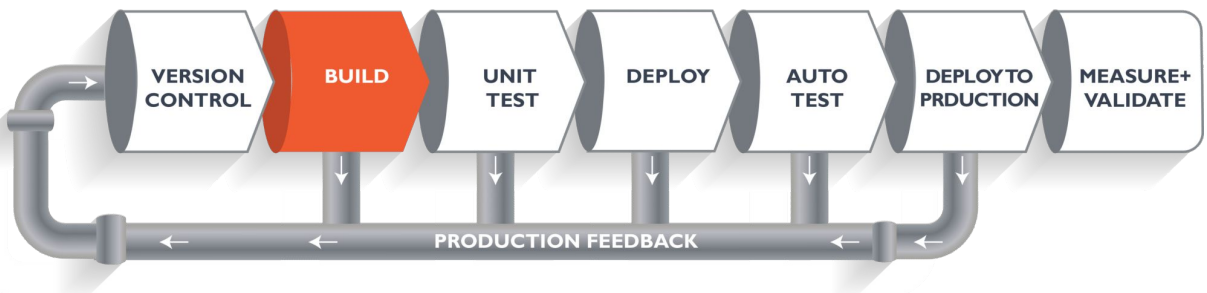 VERSION
CONTROL
BUILD
UNIT
TEST
DEPLOY
AUTO
TEST
DEPLOY TO
PRDUCTION
MEASURE+
VALIDATE
PRODUCTION FEEDBACK